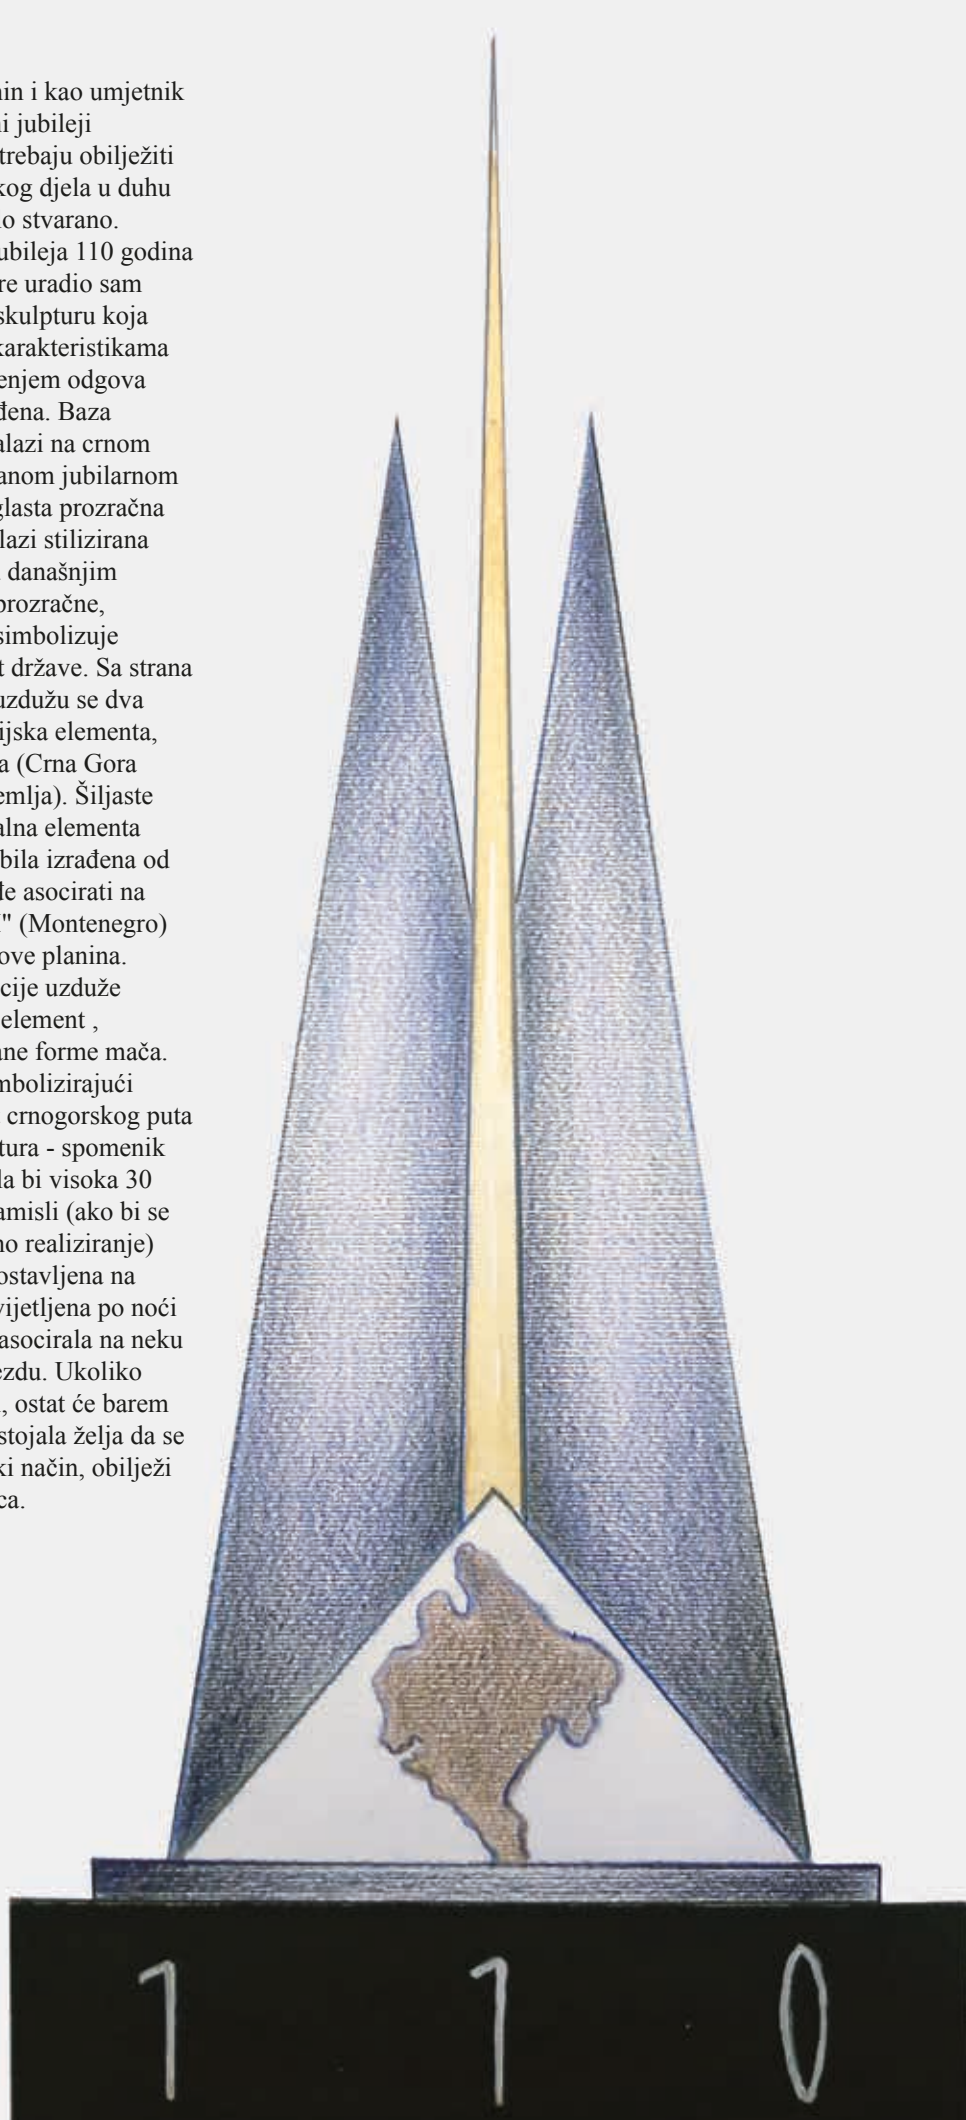 nin i kao umjetnik
ni jubileji
trebaju obilježiti
kog djela u duhu
lo stvarano.
ubileja 110 godina
re uradio sam
skulpturu koja
karakteristikama
enjem odgova
đena. Baza
alazi na crnom
anom jubilarnom
glasta prozračna
lazi stilizirana
današnjim
prozračne,
simbolizuje
t države. Sa strana
uzdužu se dva
ijska elementa,
a (Crna Gora
emlja). Šiljaste
alna elementa
bila izrađena od
đe asocirati na
" (Montenegro)
ove planina.
cije uzduže
element ,
ane forme mača.
mbolizirajući
crnogorskog puta
tura - spomenik
la bi visoka 30
amisli (ako bi se
no realiziranje)
ostavljena na
vijetljena po noći
asocirala na neku
ezdu. Ukoliko
, ostat će barem
stojala želja da se
ki način, obilježi
ca.
1 1 0